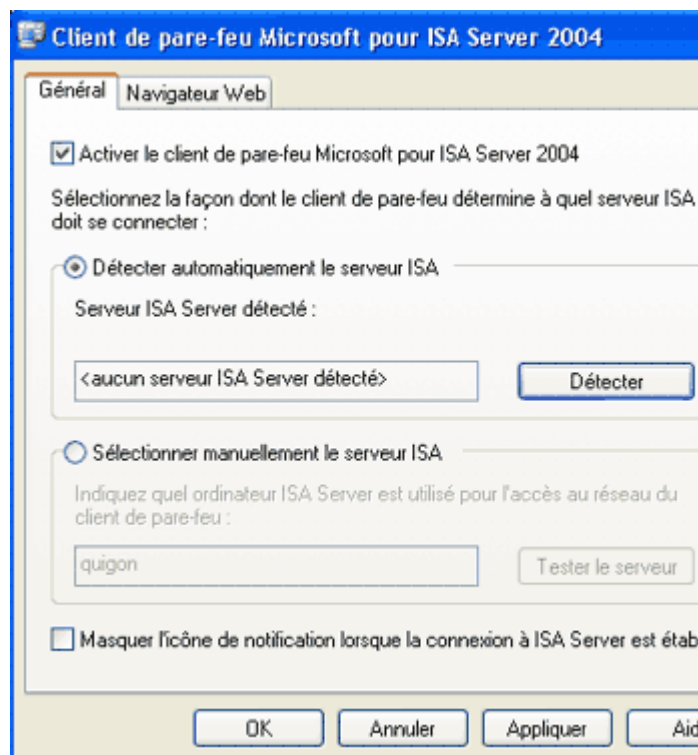 Client de pare-feu Microsoft pour ISA Server 2004
Général
Navigateur Web
Activer le client de pare-feu Microsoft pour ISA Server 2004
Sélectionnez la façon dont le client de pare-feu détermine à quel serveur ISA
doit se connecter :
Détecter automatiquement le serveur ISA
Serveur ISA Server détecté :
<aucun serveur ISA Server détecté>
Détecter
Sélectionner manuellement le serveur ISA
Indiquez quel ordinateur ISA Server est utilisé pour l'accès au réseau du
client de pare-feu :
quigon
Tester le serveur
Masquer l'icône de notification lorsque la connexion à ISA Server est étab
OK
Annuler
Appliquer
Aid